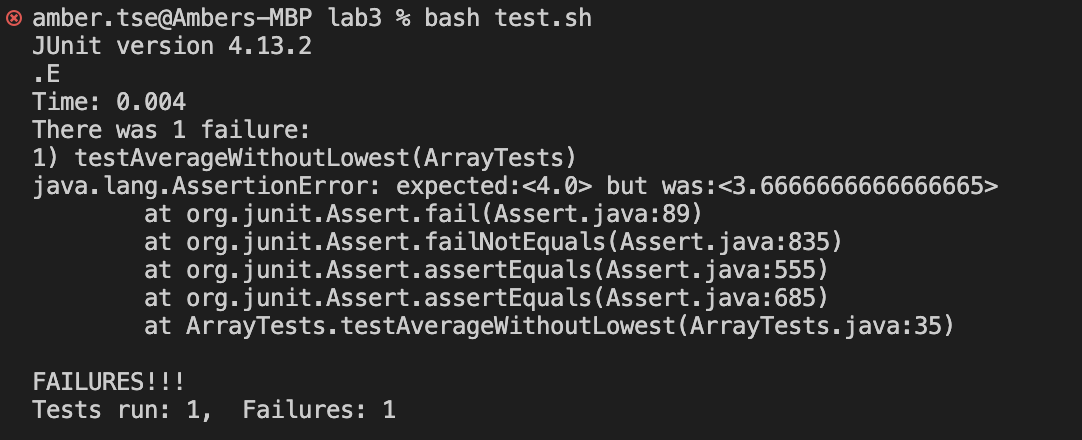 amber.tse@Ambers-MBP lab3 % bash test.sh
JUnit version 4.13.2
.E
Time: 0.004
There was 1 failure:
1) testAverageWithoutLowest(ArrayTests)
java.lang.AssertionError: expected:<4.0> but was:<3.6666666666666665>
        at org.junit.Assert.fail(Assert.java:89)
        at org.junit.Assert.failNotEquals(Assert.java:835)
        at org.junit.Assert.assertEquals(Assert.java:555)
        at org.junit.Assert.assertEquals(Assert.java:685)
        at ArrayTests.testAverageWithoutLowest(ArrayTests.java:35)
FAILURES!!!
Tests run: 1,  Failures: 1